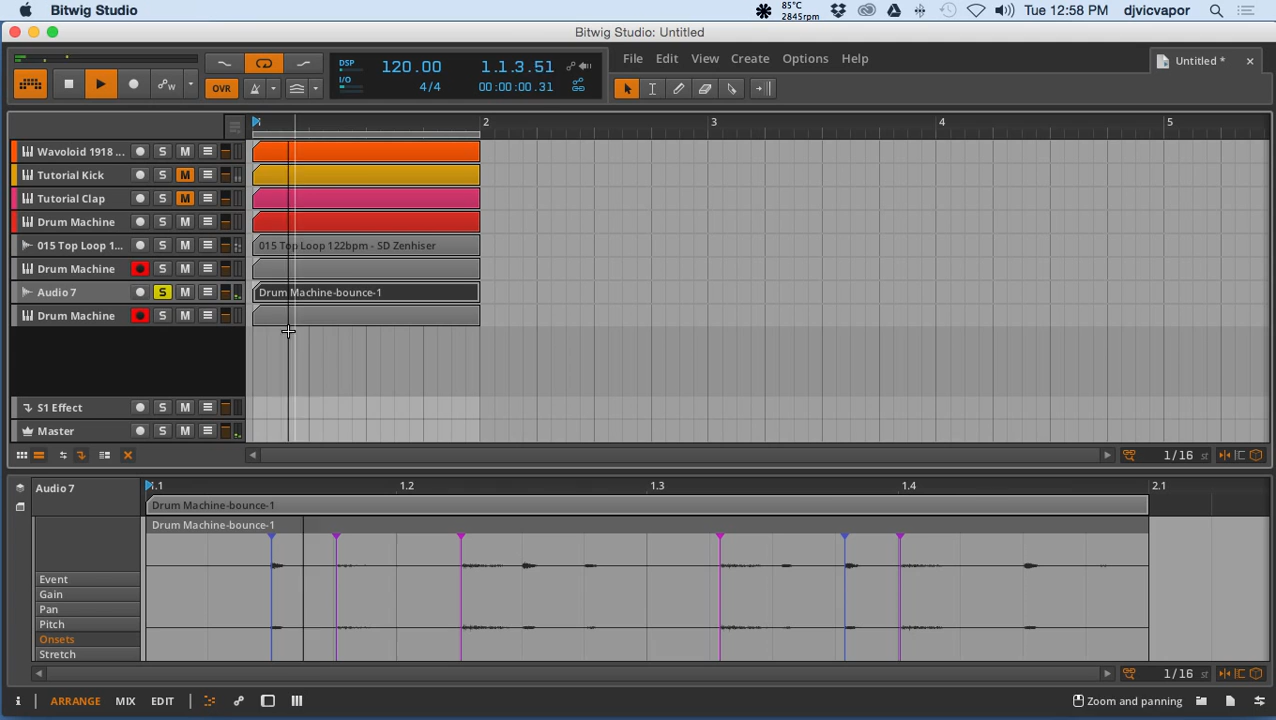 Bitwig Studio 85°C 2845rpm Tue 12:58 PM djvicvapor
Bitwig Studio: Untitled
DSP 120.00 1.1.3.51 File Edit View Create Options Help Untitled *
I/O 4/4 00:00:00.31
OVR
2 3 4 5
Wavoloid 1918 ... S M
Tutorial Kick S M
Tutorial Clap S M
Drum Machine S M
015 Top Loop 1... S M 015 Top Loop 122bpm - SD Zenhiser
Drum Machine S M
Audio 7 S M Drum Machine-bounce-1
Drum Machine S M
S1 Effect S M
Master S M
1/16 st
Audio 7 1.1 1.2 1.3 1.4 2.1
Drum Machine-bounce-1
Drum Machine-bounce-1
Event
Gain
Pan
Pitch
Onsets
Stretch
1/16 st
i ARRANGE MIX EDIT Zoom and panning